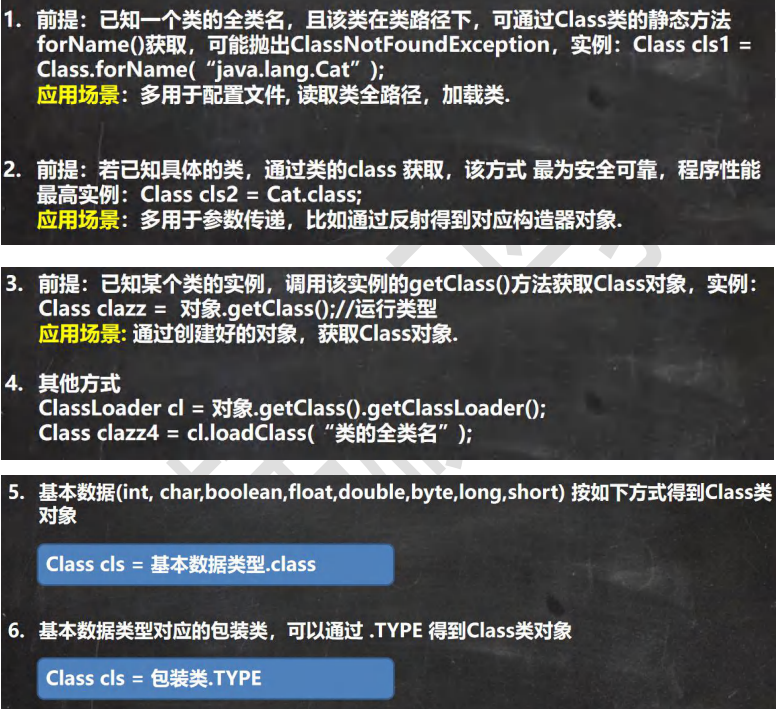 1. 前提：已知一个类的全类名，且该类在类路径下，可通过Class类的静态方法
forName()获取，可能抛出ClassNotFoundException，实例：Class cls1 =
Class.forName( “java.lang.Cat” );
应用场景：多用于配置文件, 读取类全路径，加载类.
2. 前提：若已知具体的类，通过类的class 获取，该方式 最为安全可靠，程序性能
最高实例：Class cls2 = Cat.class;
应用场景：多用于参数传递，比如通过反射得到对应构造器对象.
3. 前提：已知某个类的实例，调用该实例的getClass()方法获取Class对象，实例：
Class clazz = 对象.getClass();//运行类型
应用场景: 通过创建好的对象，获取Class对象.
4. 其他方式
ClassLoader cl = 对象.getClass().getClassLoader();
Class clazz4 = cl.loadClass( “类的全类名” );
5. 基本数据(int, char,boolean,float,double,byte,long,short) 按如下方式得到Class类
对象
Class cls = 基本数据类型.class
6. 基本数据类型对应的包装类，可以通过 .TYPE 得到Class类对象
Class cls = 包装类.TYPE